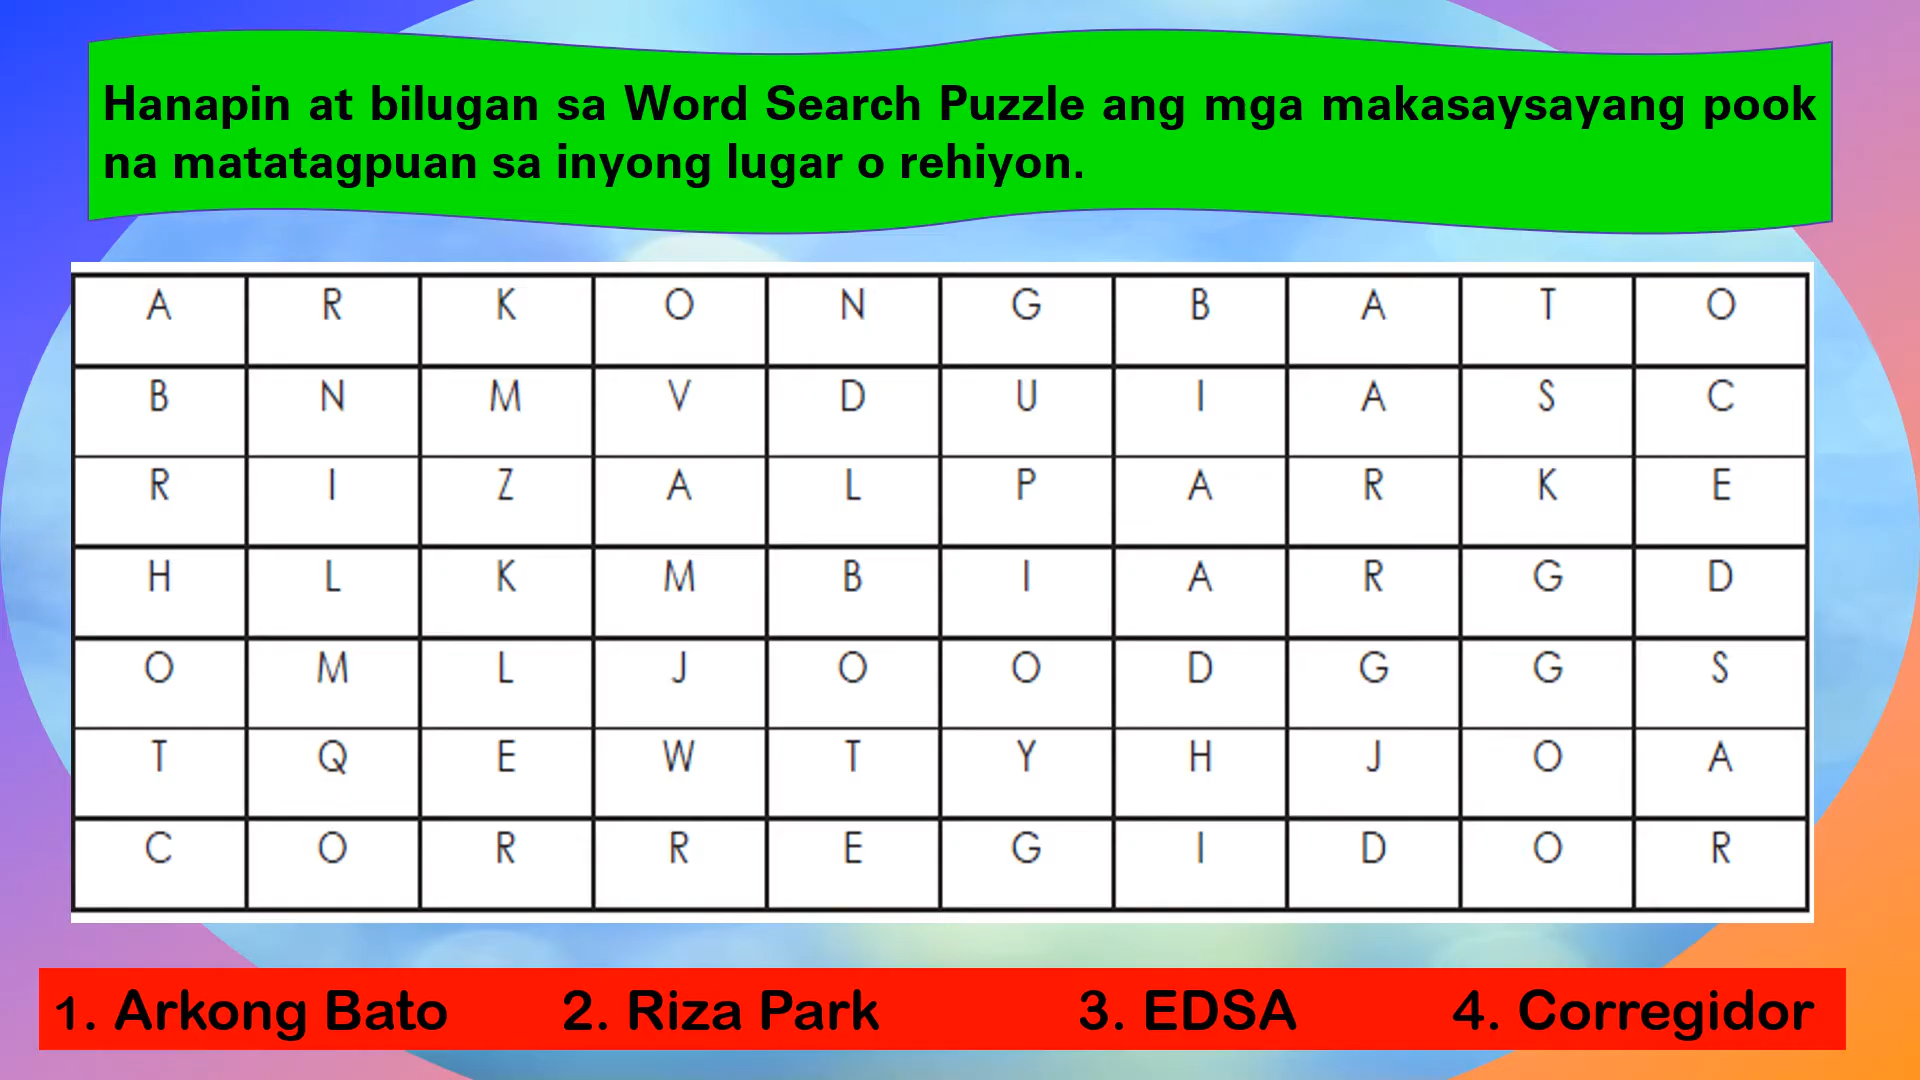 Hanapin at bilugan sa Word Search Puzzle ang mga makasaysayang pook
na matatagpuan sa inyong lugar o rehiyon.
A R K O N G B A T O
B N M V D U I A S C
R I Z A L P A R K E
H L K M B I A R G D
O M L J O O D G G S
T Q E W T Y H J O A
C O R R E G I D O R
1. Arkong Bato 2. Riza Park 3. EDSA 4. Corregidor